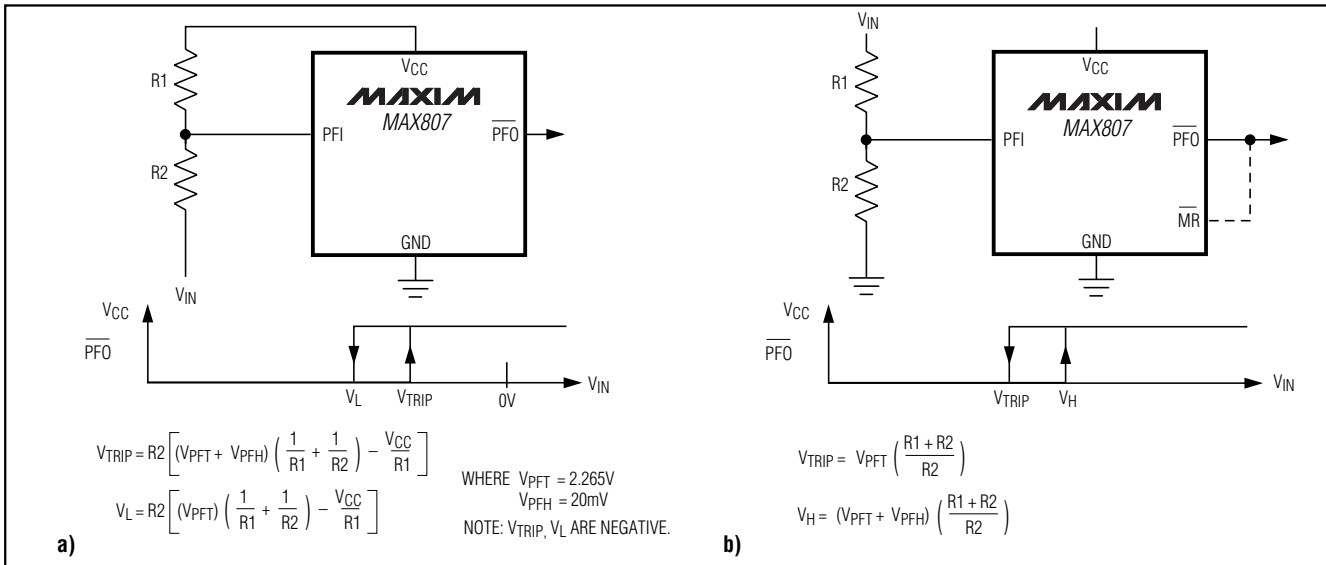 VCC
R1
MAXIM
MAX807
PFI
PFO
R2
GND
VIN
VCC
PFO
VL
VTRIP
0V
VIN
VTRIP = R2 [(VPFT + VPFH) (1/R1 + 1/R2) – VCC/R1]
VL = R2 [(VPFT) (1/R1 + 1/R2) – VCC/R1]
WHERE VPFT = 2.265V
VPFH = 20mV
NOTE: VTRIP, VL ARE NEGATIVE.
a)
VIN
VCC
R1
MAXIM
MAX807
PFI
PFO
R2
MR
GND
VCC
PFO
VTRIP
VH
VIN
VTRIP = VPFT (R1 + R2/R2)
VH = (VPFT + VPFH) (R1 + R2/R2)
b)